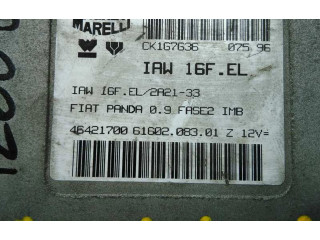 MARELLI
CK1G7G36 075.96
IAW 16F.EL
IAW 16F.EL/2A21-33
FIAT PANDA 0.9 FASE2 IMB
46421700 61602.083.01 Z 12V=